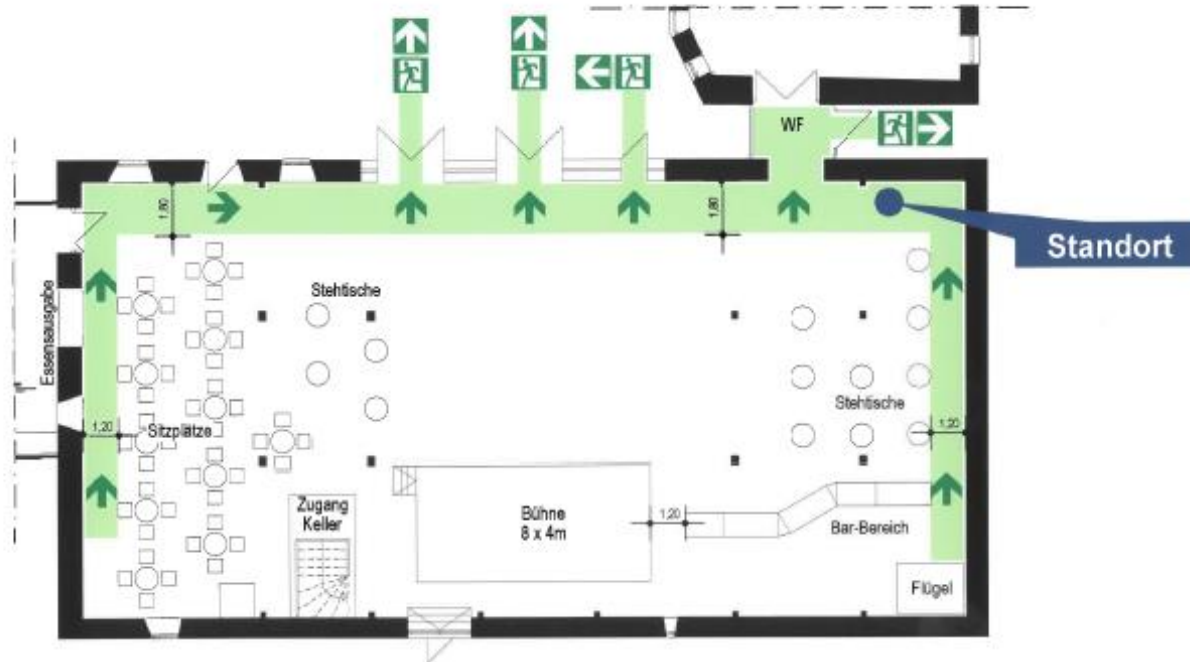 WF
1,80
1,80
Standort
Essensausgabe
Stehtische
Stehtische
1,20
Sitzplätze
1,20
Zugang
Keller
Bühne
8 x 4m
1,20
Bar-Bereich
Flügel